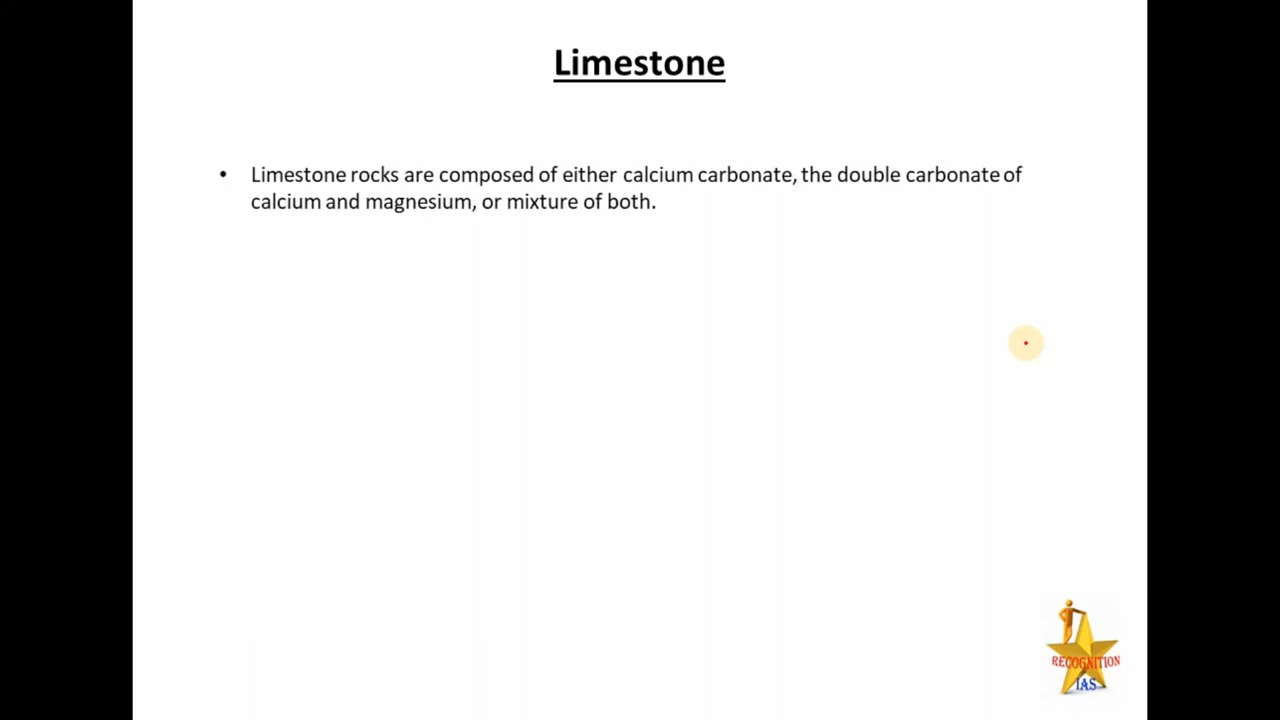 Limestone
• Limestone rocks are composed of either calcium carbonate, the double carbonate of
calcium and magnesium, or mixture of both.
RECOGNITION
IAS